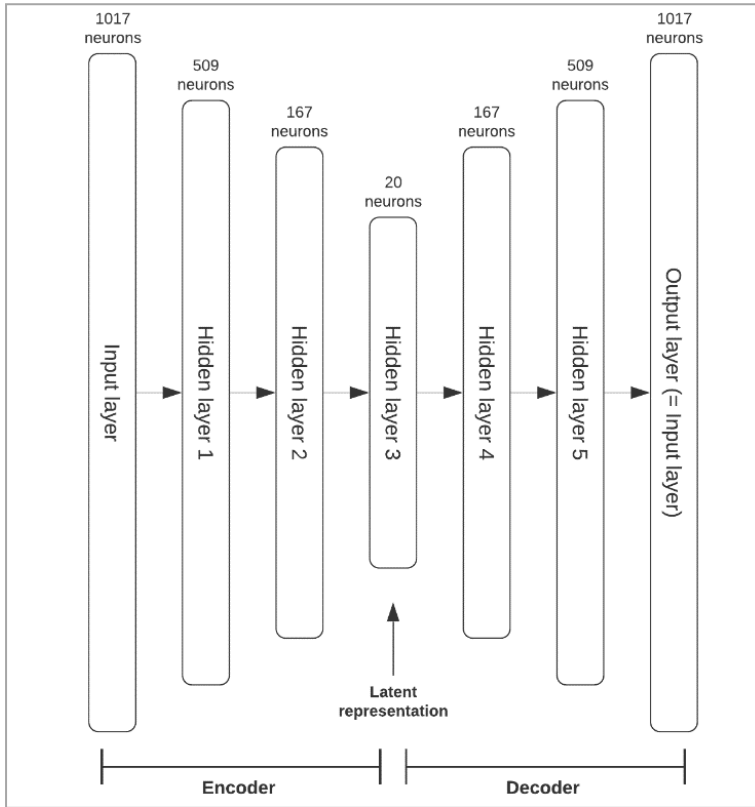 1017
neurons
509
neurons
167
neurons
20
neurons
167
neurons
509
neurons
1017
neurons
Input layer
Hidden layer 1
Hidden layer 2
Hidden layer 3
Hidden layer 4
Hidden layer 5
Output layer (= Input layer)
Latent
representation
Encoder
Decoder